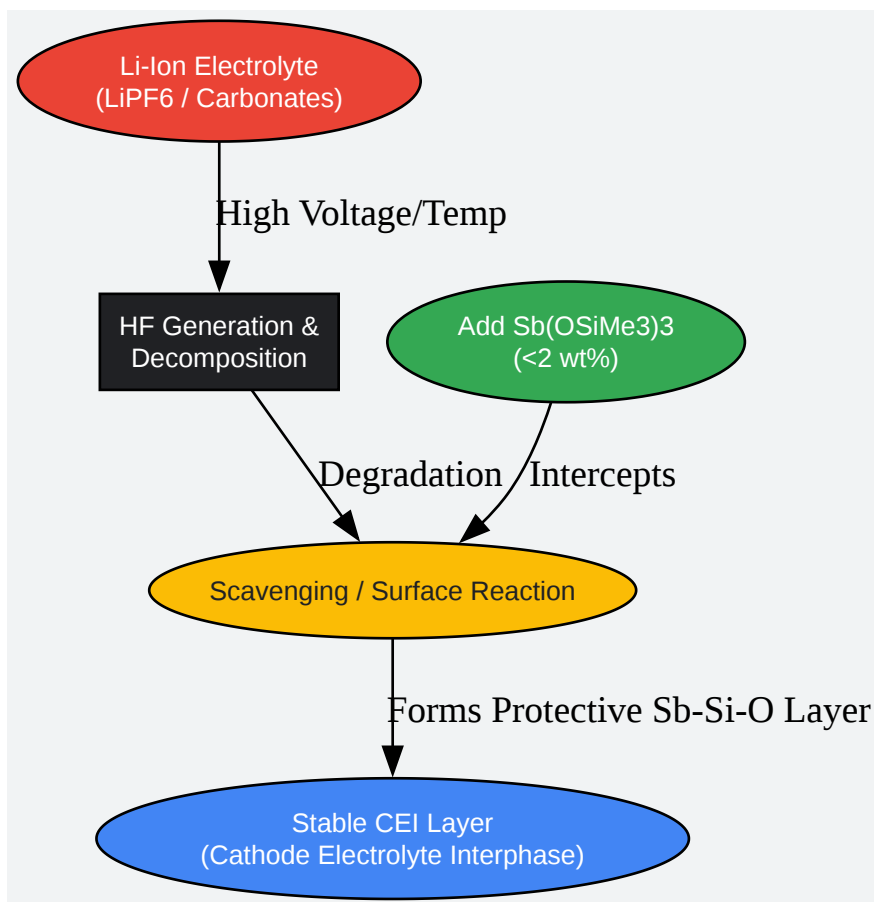 Li-Ion Electrolyte
(LiPF6 / Carbonates)
High Voltage/Temp
HF Generation &
Decomposition
Add Sb(OSiMe3)3
(<2 wt%)
Degradation
Intercepts
Scavenging / Surface Reaction
Forms Protective Sb-Si-O Layer
Stable CEI Layer
(Cathode Electrolyte Interphase)